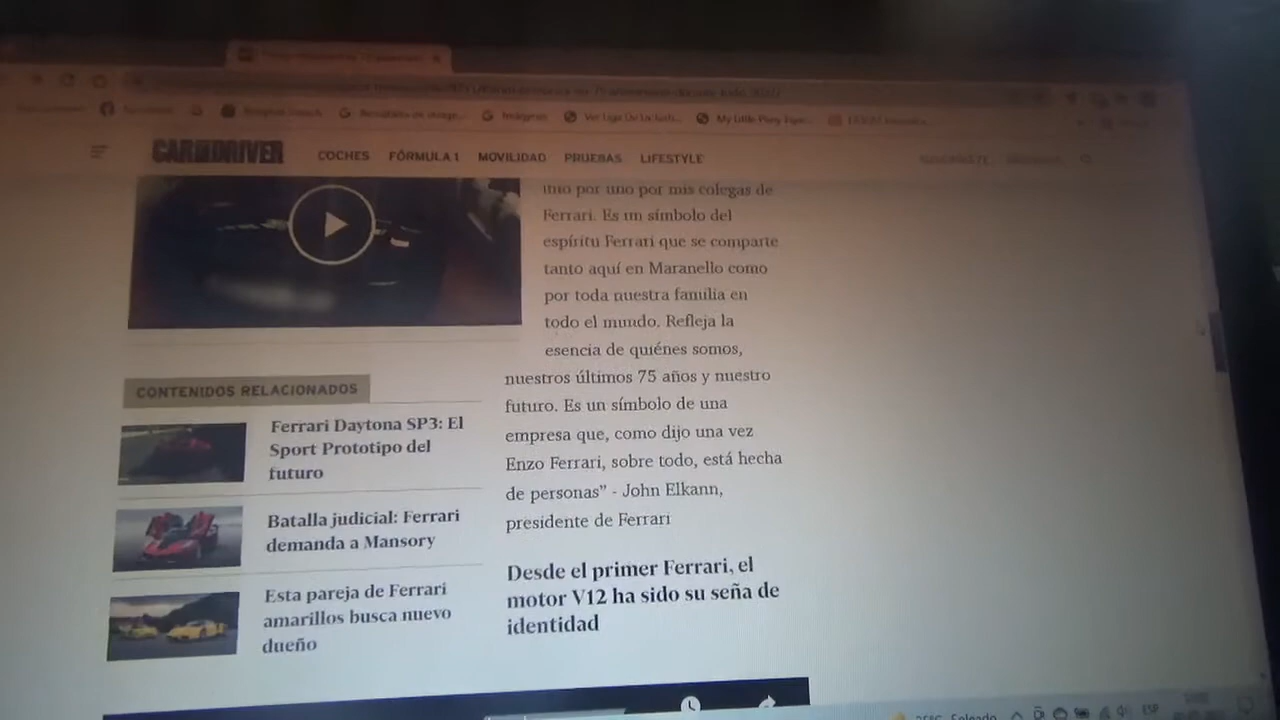 CAR AND DRIVER
COCHES FÓRMULA 1 MOVILIDAD PRUEBAS LIFESTYLE
uno por uno por mis colegas de
Ferrari. Es un símbolo del
espíritu Ferrari que se comparte
tanto aquí en Maranello como
por toda nuestra familia en
todo el mundo. Refleja la
esencia de quiénes somos,
nuestros últimos 75 años y nuestro
futuro. Es un símbolo de una
empresa que, como dijo una vez
Enzo Ferrari, sobre todo, está hecha
de personas” - John Elkann,
presidente de Ferrari
CONTENIDOS RELACIONADOS
Ferrari Daytona SP3: El
Sport Prototipo del
futuro
Batalla judicial: Ferrari
demanda a Mansory
Esta pareja de Ferrari
amarillos busca nuevo
dueño
Desde el primer Ferrari, el
motor V12 ha sido su seña de
identidad
Soleado
ESP